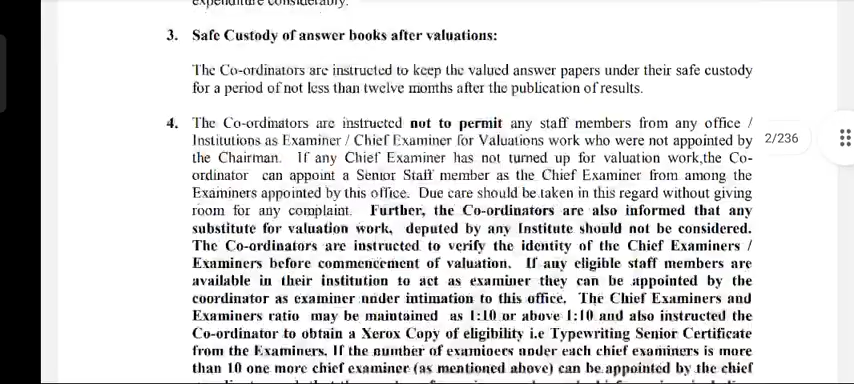 expenditure considerably.
3. Safe Custody of answer books after valuations:
The Co-ordinators are instructed to keep the valued answer papers under their safe custody
for a period of not less than twelve months after the publication of results.
4. The Co-ordinators are instructed not to permit any staff members from any office /
Institutions as Examiner / Chief Examiner for Valuations work who were not appointed by
the Chairman. If any Chief Examiner has not turned up for valuation work,the Co-
ordinator can appoint a Senior Staff member as the Chief Examiner from among the
Examiners appointed by this office. Due care should be taken in this regard without giving
room for any complaint. Further, the Co-ordinators are also informed that any
substitute for valuation work, deputed by any Institute should not be considered.
The Co-ordinators are instructed to verify the identity of the Chief Examiners /
Examiners before commencement of valuation. If any eligible staff members are
available in their institution to act as examiner they can be appointed by the
coordinator as examiner under intimation to this office. The Chief Examiners and
Examiners ratio may be maintained as 1:10 or above 1:10 and also instructed the
Co-ordinator to obtain a Xerox Copy of eligibility i.e Typewriting Senior Certificate
from the Examiners. If the number of examiners under each chief examiners is more
than 10 one more chief examiner (as mentioned above) can be appointed by the chief
2/236